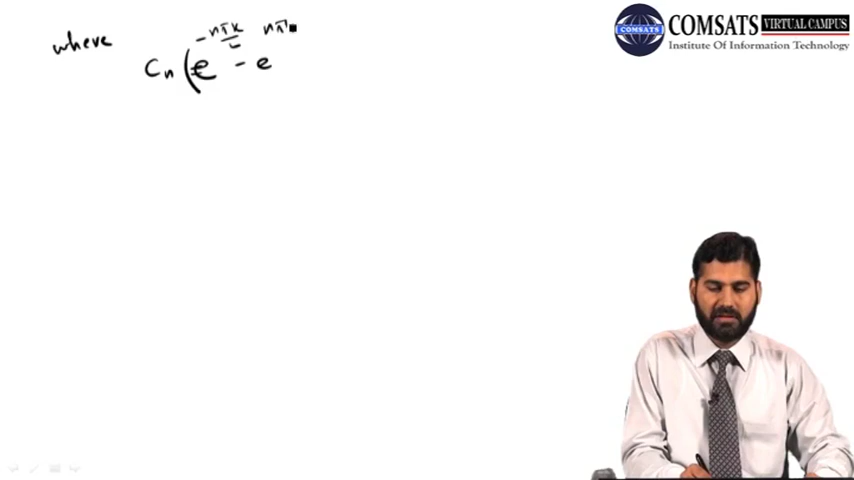 where
Cn (e^{-nπk/L} - e^{nπ
COMSATS VIRTUAL CAMPUS
COMSATS
Institute Of Information Technology